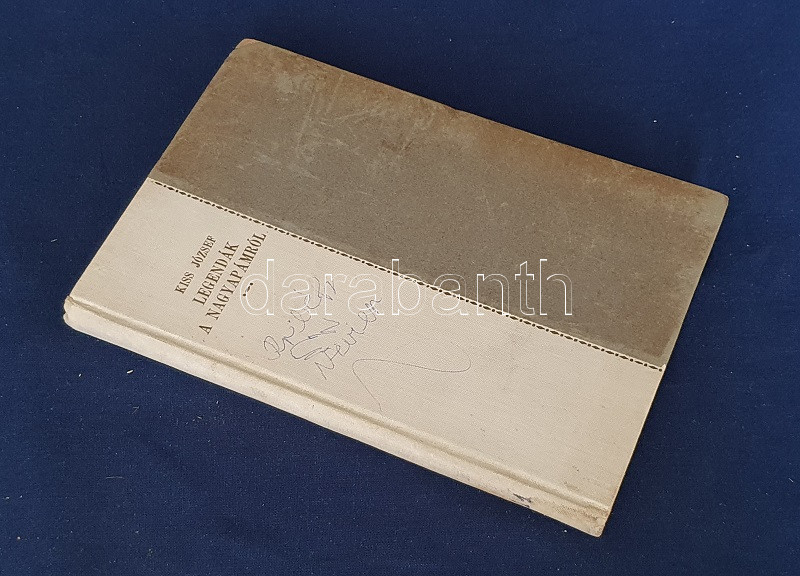 KISS JÓZSEF
LEGENDÁK
A NAGYAPÁMRÓL
darabanth